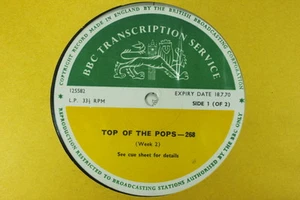 COPYRIGHT RECORD MADE IN ENGLAND BY THE BRITISH BROADCASTING CORPORATION
BBC TRANSCRIPTION SERVICE
125382
L.P. 33⅓ RPM
EXPIRY DATE 18.7.70
SIDE 1 (OF 2)
TOP OF THE POPS—268
(Week 2)
See cue sheet for details
REPRODUCTION RESTRICTED TO BROADCASTING STATIONS AUTHORISED BY THE BBC ONLY